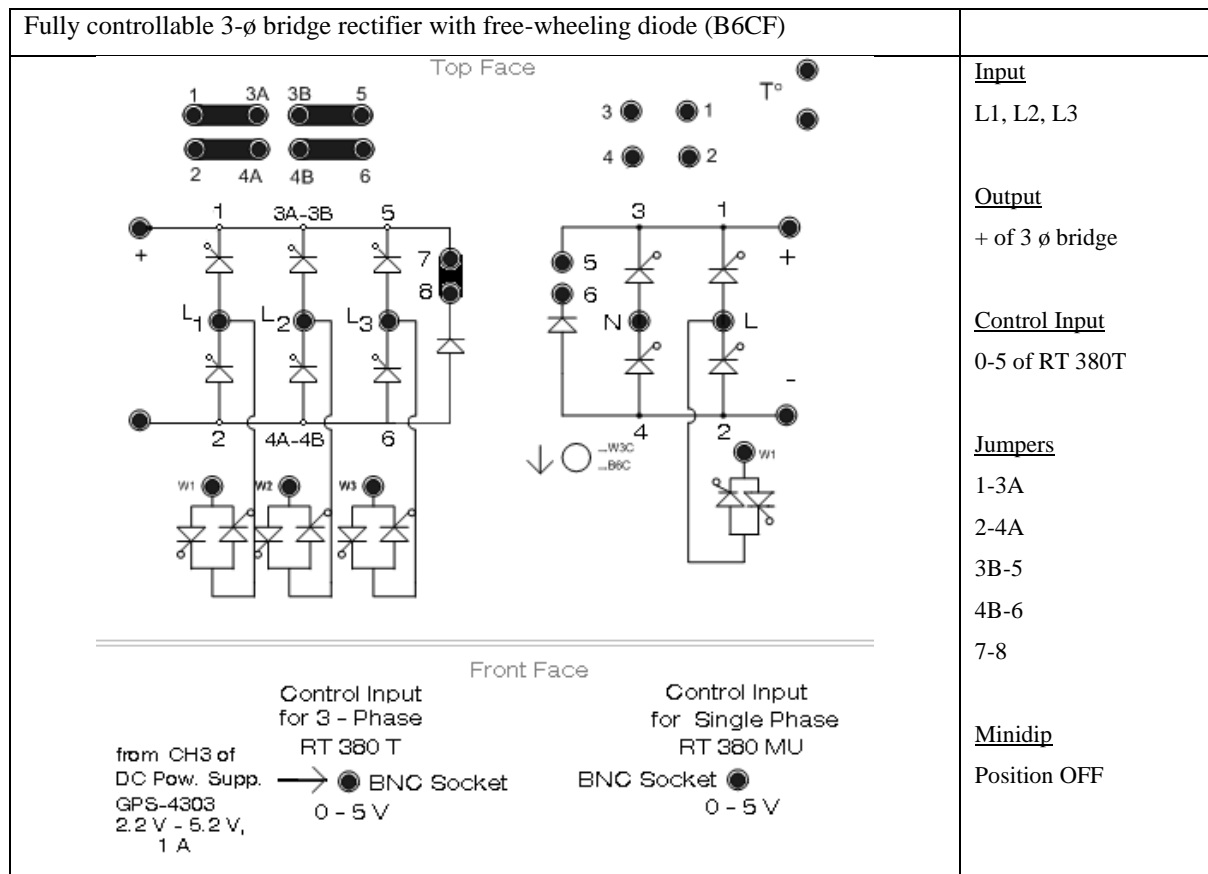 Fully controllable 3-ø bridge rectifier with free-wheeling diode (B6CF)
Top Face
1 3A 3B 5
2 4A 4B 6
3 1
4 2
T°
1 3A-3B 5
+
7
8
L1 L2 L3
2 4A-4B 6
W1 W2 W3
3 1
+
5
6
N L
-
4 2
W3C
B6C
W1
Front Face
Control Input
for 3 - Phase
RT 380 T
BNC Socket
0 - 5 V
from CH3 of
DC Pow. Supp.
GPS-4303
2.2 V - 5.2 V,
1 A
Control Input
for Single Phase
RT 380 MU
BNC Socket
0 - 5 V
Input
L1, L2, L3
Output
+ of 3 ø bridge
Control Input
0-5 of RT 380T
Jumpers
1-3A
2-4A
3B-5
4B-6
7-8
Minidip
Position OFF